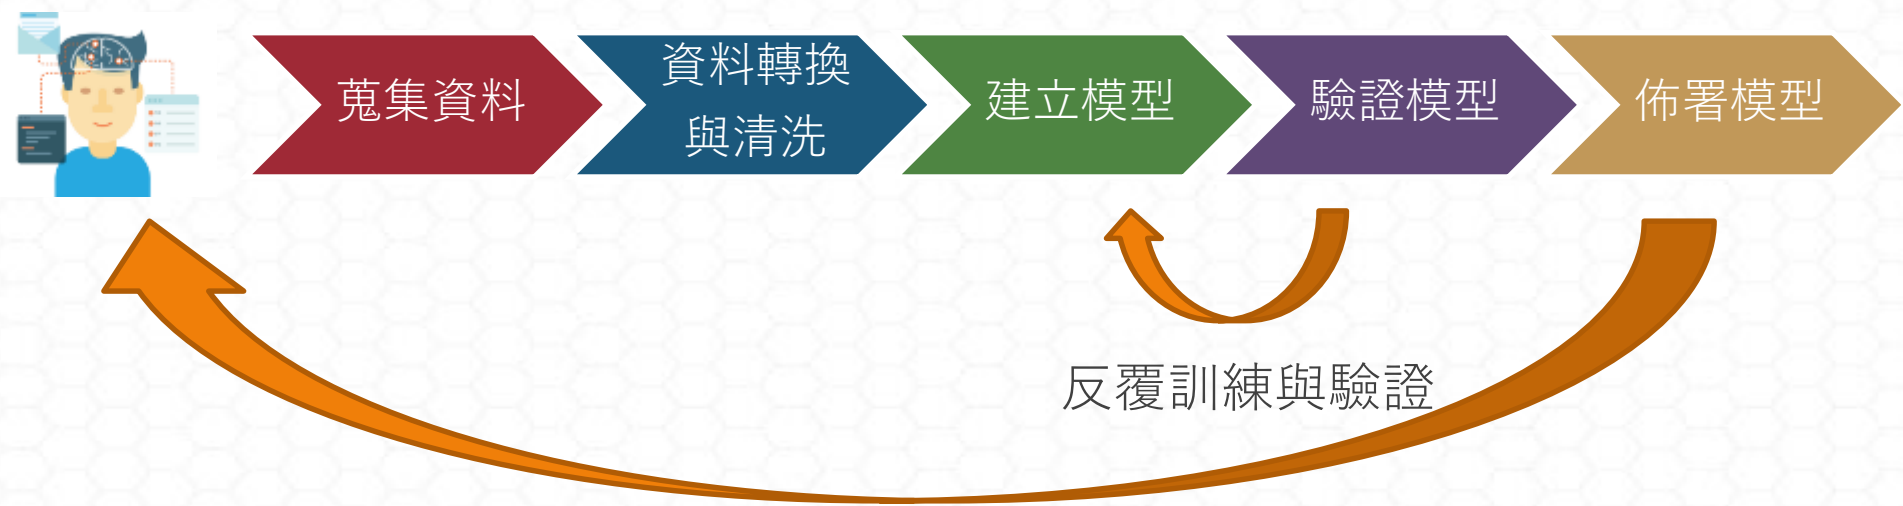 蒐集資料
資料轉換
與清洗
建立模型
驗證模型
佈署模型
反覆訓練與驗證